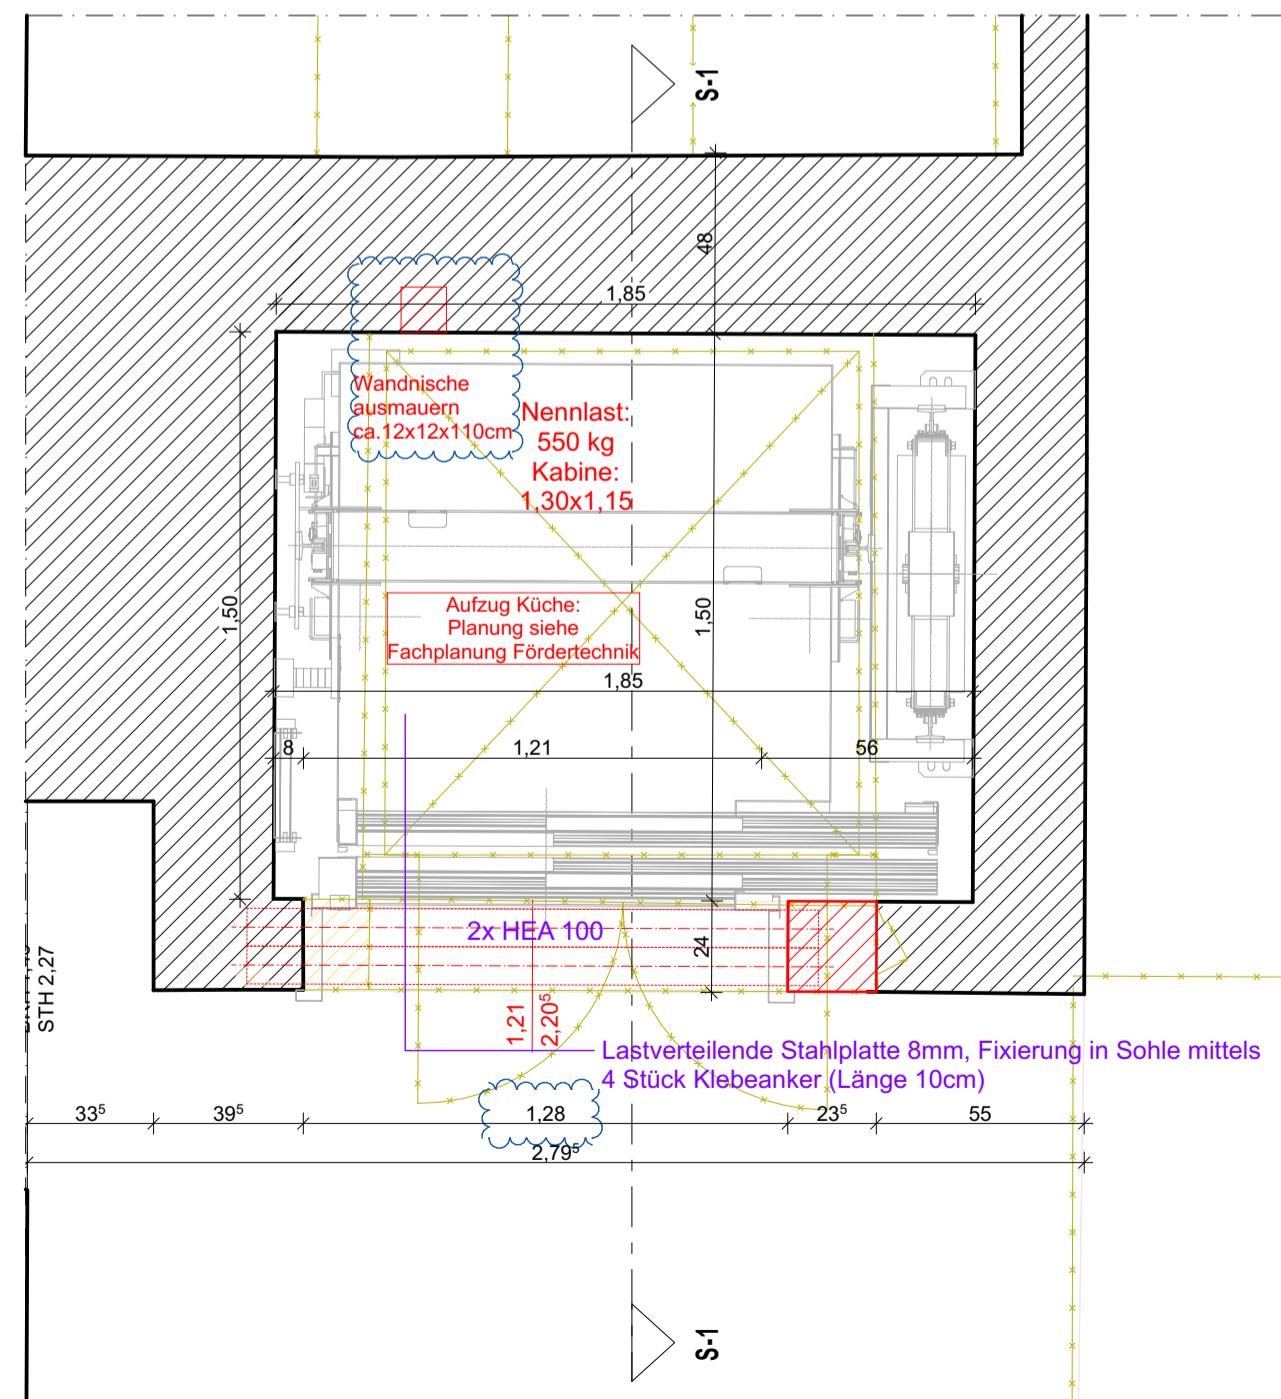 S-1
48
1,85
Wandnische
ausmauern
ca.12x12x110cm
Nennlast:
550 kg
Kabine:
1,30x1,15
1,50
Aufzug Küche:
Planung siehe
Fachplanung Fördertechnik
1,50
1,85
8
1,21
56
2x HEA 100
24
STH 2,27
1,21
2,20⁵
Lastverteilende Stahlplatte 8mm, Fixierung in Sohle mittels
4 Stück Klebeanker (Länge 10cm)
33⁵
39⁵
1,28
23⁵
55
2,79⁵
S-1